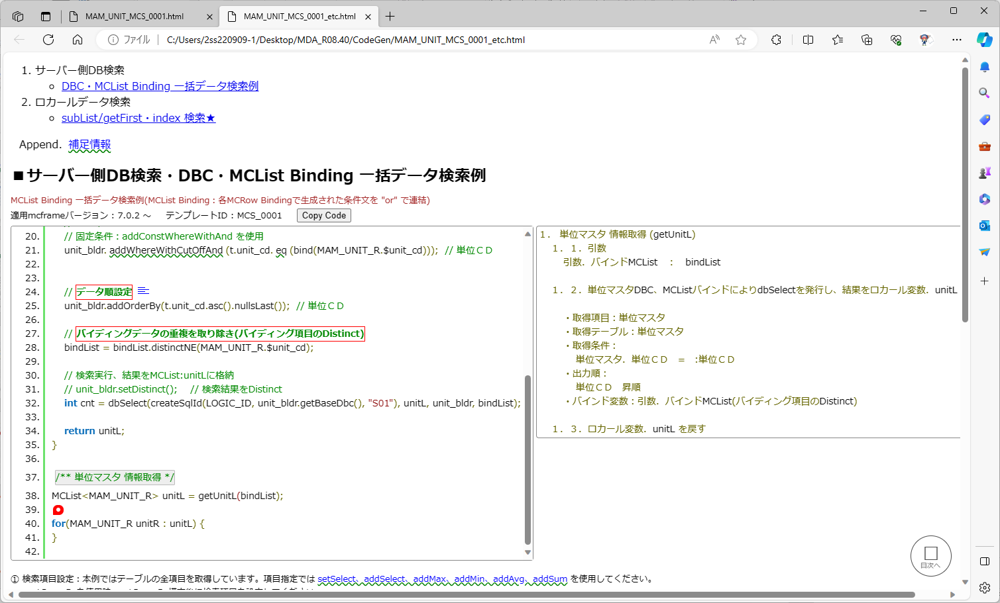 MAM_UNIT_MCS_0001.html
MAM_UNIT_MCS_0001_etc.html
ファイル
C:/Users/2ss220909-1/Desktop/MDA_R08.40/CodeGen/MAM_UNIT_MCS_0001_etc.html
1. サーバー側DB検索
DBC・MCList Binding 一括データ検索例
2. ロカールデータ検索
subList/getFirst・index 検索★
Append. 補足情報
■サーバー側DB検索・DBC・MCList Binding 一括データ検索例
MCList Binding 一括データ検索例(MCList Binding：各MCRow Bindingで生成された条件文を "or" で連結)
適用mcframeバージョン：7.0.2 ～ テンプレートID：MCS_0001 Copy Code
20. // 固定条件：addConstWhereWithAnd を使用
21. unit_bldr. addWhereWithCutOffAnd (t.unit_cd. eq (bind(MAM_UNIT_R.$unit_cd))); // 単位ＣＤ
22.
23.
24. // データ順設定
25. unit_bldr.addOrderBy(t.unit_cd.asc().nullsLast()); // 単位ＣＤ
26.
27. // バイディングデータの重複を取り除き(バイディング項目のDistinct)
28. bindList = bindList.distinctNE(MAM_UNIT_R.$unit_cd);
29.
30. // 検索実行、結果をMCList:unitLに格納
31. // unit_bldr.setDistinct(); // 検索結果をDistinct
32. int cnt = dbSelect(createSqlId(LOGIC_ID, unit_bldr.getBaseDbc(), "S01"), unitL, unit_bldr, bindList);
33.
34. return unitL;
35. }
36.
37. /** 単位マスタ 情報取得 */
38. MCList<MAM_UNIT_R> unitL = getUnitL(bindList);
39.
40. for(MAM_UNIT_R unitR : unitL) {
41. }
42.
１． 単位マスタ 情報取得 (getUnitL)
１．１．引数
引数．バインドMCList ： bindList
１．２．単位マスタDBC、MCListバインドによりdbSelectを発行し、結果をロカール変数．unitL
・取得項目：単位マスタ
・取得テーブル：単位マスタ
・取得条件：
単位マスタ．単位ＣＤ ＝ :単位ＣＤ
・出力順：
単位ＣＤ 昇順
・バインド変数：引数．バインドMCList(バイディング項目のDistinct)
１．３．ロカール変数．unitL を戻す
目次へ
① 検索項目設定：本例ではテーブルの全項目を取得しています。項目指定では setSelect、addSelect、addMax、addMin、addAvg、addSum を使用してください。